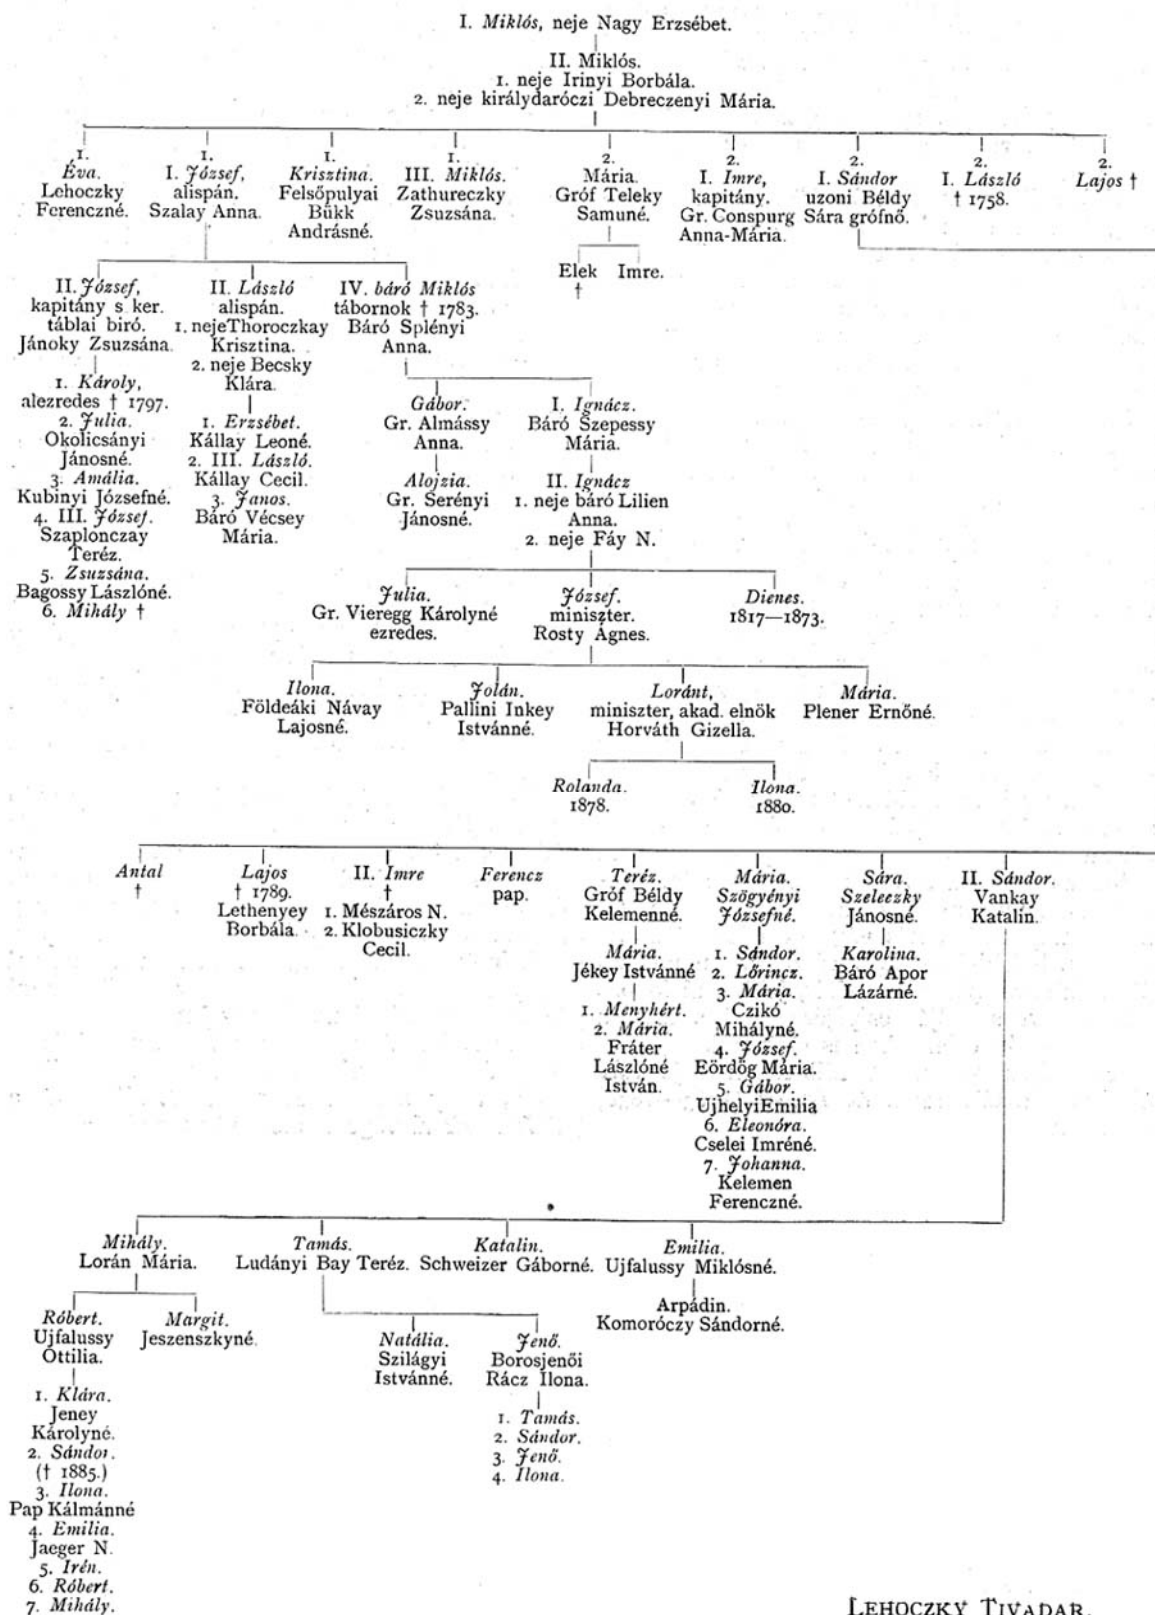 I. Miklós, neje Nagy Erzsébet.
II. Miklós.
1. neje Irinyi Borbála.
2. neje királydaróczi Debreczenyi Mária.
1.
Éva.
Lehoczky
Ferenczné.
1.
I. József,
alispán.
Szalay Anna.
1.
Krisztina.
Felsőpulyai
Bükk
Andrásné.
1.
III. Miklós.
Zathureczky
Zsuzsána.
2.
Mária.
Gróf Teleky
Samuné.
2.
I. Imre,
kapitány.
Gr. Conspurg
Anna-Mária.
2.
I. Sándor
uzoni Béldy
Sára grófnő.
2.
I. László
† 1758.
2.
Lajos †
Elek
†
Imre.
II. József,
kapitány s ker.
táblai biró.
Jánoky Zsuzsána.
II. László
alispán.
1. neje Thoroczkay
Krisztina.
2. neje Becsky
Klára.
IV. báró Miklós
tábornok † 1783.
Báró Splényi
Anna.
1. Károly,
alezredes † 1797.
2. Julia.
Okolicsányi
Jánosné.
3. Amália.
Kubinyi Józsefné.
4. III. József.
Szaplonczay
Teréz.
5. Zsuzsána.
Bagossy Lászlóné.
6. Mihály †
1. Erzsébet.
Kállay Leoné.
2. III. László.
Kállay Cecil.
3. Janos.
Báró Vécsey
Mária.
Gábor.
Gr. Almássy
Anna.
Alojzia.
Gr. Serényi
Jánosné.
I. Ignácz.
Báró Szepessy
Mária.
II. Ignácz
1. neje báró Lilien
Anna.
2. neje Fáy N.
Julia.
Gr. Vieregg Károlyné
ezredes.
József.
miniszter.
Rosty Ágnes.
Dienes.
1817—1873.
Ilona.
Földeáki Návay
Lajosné.
Jolán.
Pallini Inkey
Istvánné.
Loránt,
miniszter, akad. elnök
Horváth Gizella.
Mária.
Plener Ernőné.
Rolanda.
1878.
Ilona.
1880.
Antal
†
Lajos
† 1789.
Lethenyey
Borbála.
II. Imre
†
1. Mészáros N.
2. Klobusiczky
Cecil.
Ferencz
pap.
Teréz.
Gróf Béldy
Kelemenné.
Mária.
Jékey Istvánné
1. Menyhért.
2. Mária.
Fráter
Lászlóné
István.
Mária.
Szögyényi
Józsefné.
1. Sándor.
2. Lőrincz.
3. Mária.
Czikó
Mihályné.
4. József.
Eördög Mária.
5. Gábor.
UjhelyiEmilia
6. Eleonóra.
Cselei Imréné.
7. Johanna.
Kelemen
Ferenczné.
Sára.
Szeleczky
Jánosné.
Karolina.
Báró Apor
Lázárné.
II. Sándor.
Vankay
Katalin.
Mihály.
Lorán Mária.
Tamás.
Ludányi Bay Teréz.
Katalin.
Schweizer Gáborné.
Emilia.
Ujfalussy Miklósné.
Arpádin.
Komoróczy Sándorné.
Róbert.
Ujfalussy
Ottilia.
Margit.
Jeszenszkyné.
Natália.
Szilágyi
Istvánné.
Jenő.
Borosjenői
Rácz Ilona.
1. Tamás.
2. Sándor.
3. Jenő.
4. Ilona.
1. Klára.
Jeney
Károlyné.
2. Sándor.
(† 1885.)
3. Ilona.
Pap Kálmánné
4. Emilia.
Jaeger N.
5. Irén.
6. Róbert.
7. Mihály.
LEHOCZKY TIVADAR.